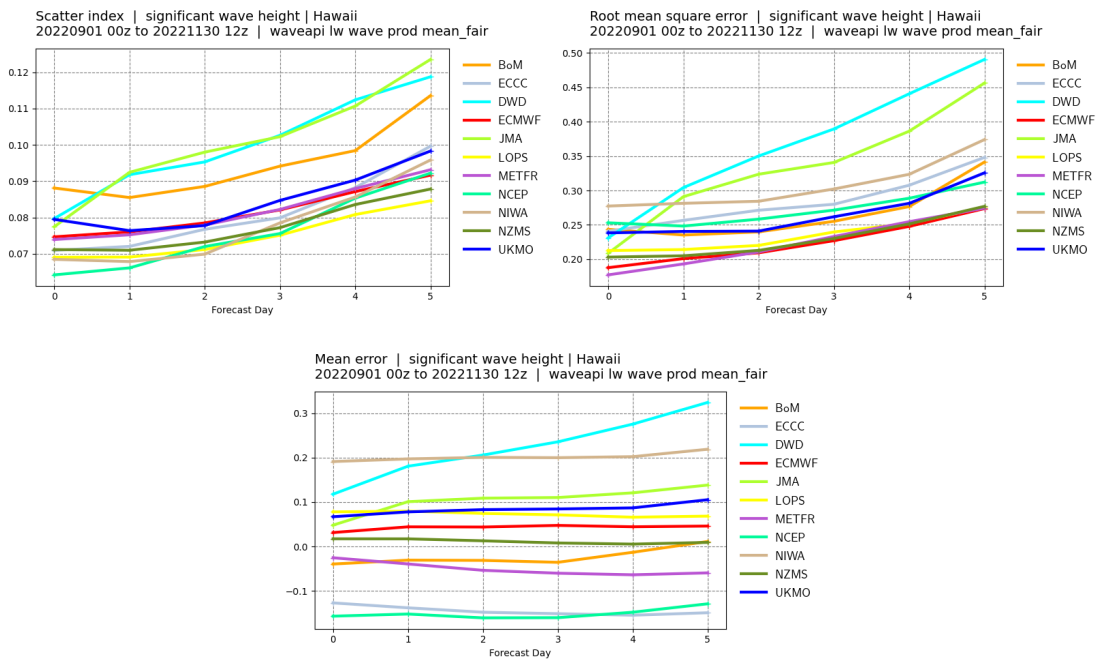 Scatter index | significant wave height | Hawaii
20220901 00z to 20221130 12z | waveapi lw wave prod mean_fair
0.12
0.11
0.10
0.09
0.08
0.07
0 1 2 3 4 5
Forecast Day
BoM
ECCC
DWD
ECMWF
JMA
LOPS
METFR
NCEP
NIWA
NZMS
UKMO
Root mean square error | significant wave height | Hawaii
20220901 00z to 20221130 12z | waveapi lw wave prod mean_fair
0.50
0.45
0.40
0.35
0.30
0.25
0.20
0 1 2 3 4 5
Forecast Day
BoM
ECCC
DWD
ECMWF
JMA
LOPS
METFR
NCEP
NIWA
NZMS
UKMO
Mean error | significant wave height | Hawaii
20220901 00z to 20221130 12z | waveapi lw wave prod mean_fair
0.3
0.2
0.1
0.0
−0.1
0 1 2 3 4 5
Forecast Day
BoM
ECCC
DWD
ECMWF
JMA
LOPS
METFR
NCEP
NIWA
NZMS
UKMO